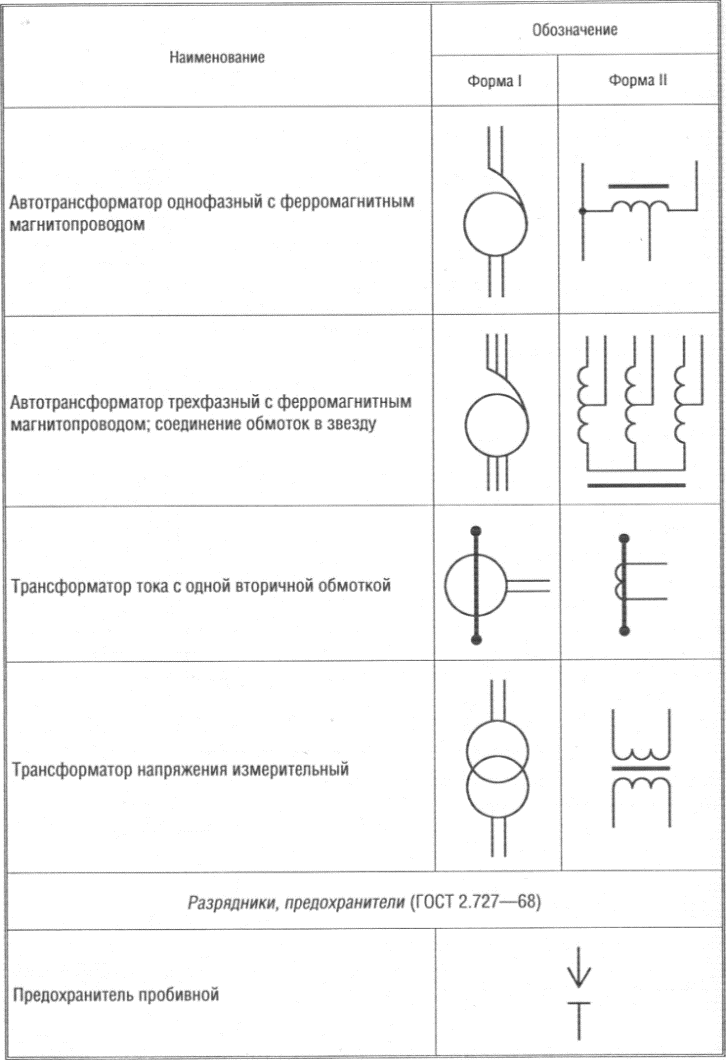 Наименование
Обозначение
Форма I
Форма II
Автотрансформатор однофазный с ферромагнитным
магнитопроводом
Автотрансформатор трехфазный с ферромагнитным
магнитопроводом; соединение обмоток в звезду
Трансформатор тока с одной вторичной обмоткой
Трансформатор напряжения измерительный
Разрядники, предохранители (ГОСТ 2.727—68)
Предохранитель пробивной